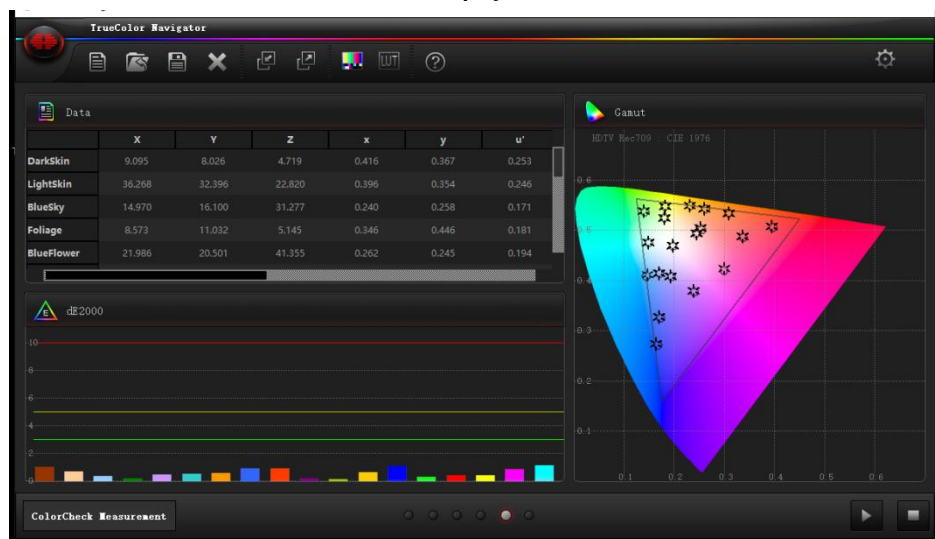 TrueColor Navigator
LUT
Data
X Y Z x y u'
DarkSkin 9.095 8.026 4.719 0.416 0.367 0.253
LightSkin 36.268 32.396 22.820 0.396 0.354 0.246
BlueSky 14.970 16.100 31.277 0.240 0.258 0.171
Foliage 8.573 11.032 5.145 0.346 0.446 0.181
BlueFlower 21.986 20.501 41.355 0.262 0.245 0.194
E dE2000
10
8
6
4
2
0
Gamut
HDTV Rec709 CIE 1976
0.6
0.5
0.4
0.3
0.2
0.1
0.1 0.2 0.3 0.4 0.5 0.6
ColorCheck Measurement